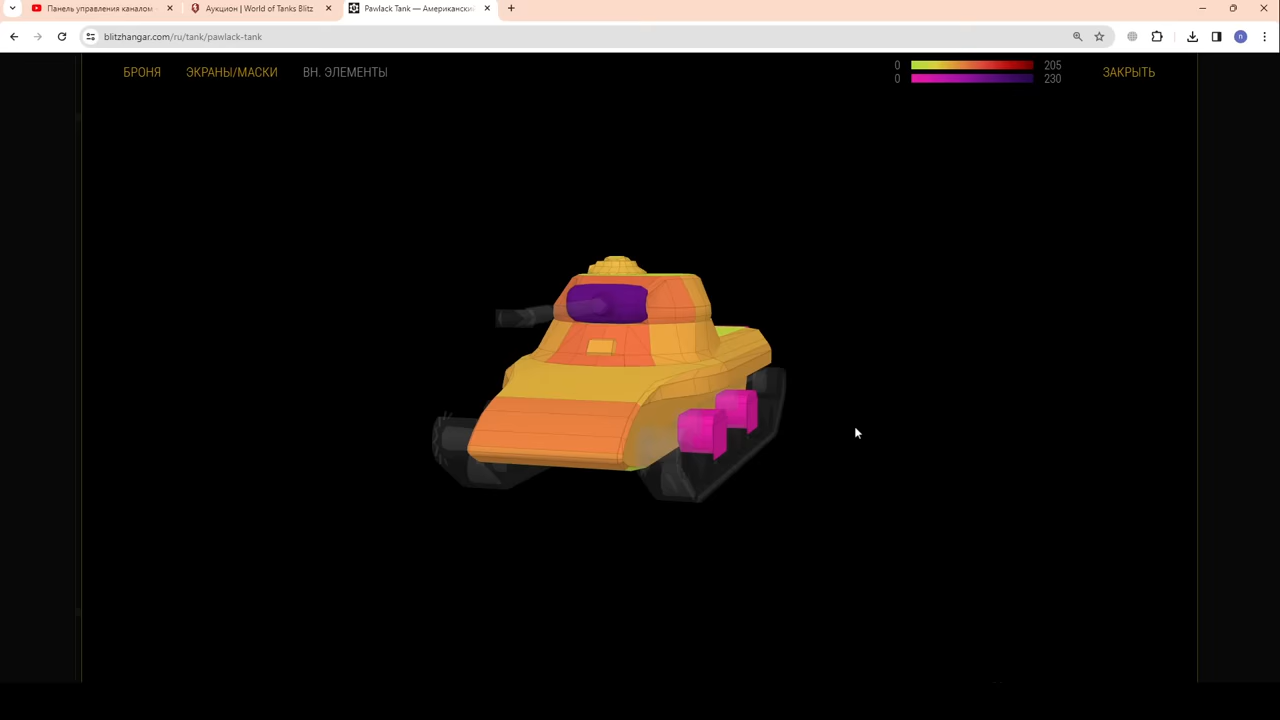 Панель управления каналом
Аукцион | World of Tanks Blitz
Pawlack Tank — Американски
blitzhangar.com/ru/tank/pawlack-tank
n
БРОНЯ
ЭКРАНЫ/МАСКИ
ВН. ЭЛЕМЕНТЫ
0 205
0 230
ЗАКРЫТЬ